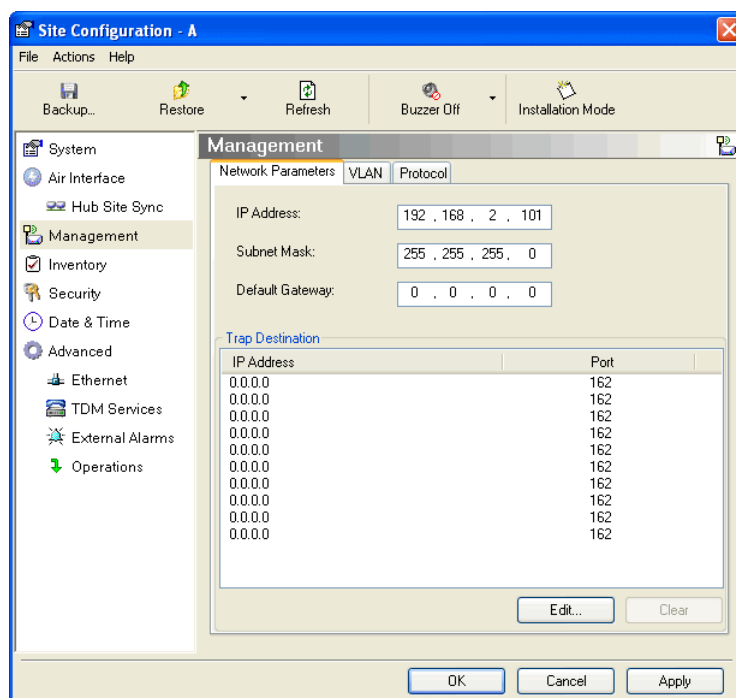 Site Configuration - A
File Actions Help
Backup... Restore Refresh Buzzer Off Installation Mode
System
Air Interface
Hub Site Sync
Management
Inventory
Security
Date & Time
Advanced
Ethernet
TDM Services
External Alarms
Operations
Management
Network Parameters VLAN Protocol
IP Address: 192 . 168 . 2 . 101
Subnet Mask: 255 . 255 . 255 . 0
Default Gateway: 0 . 0 . 0 . 0
Trap Destination
IP Address Port
0.0.0.0 162
0.0.0.0 162
0.0.0.0 162
0.0.0.0 162
0.0.0.0 162
0.0.0.0 162
0.0.0.0 162
0.0.0.0 162
0.0.0.0 162
0.0.0.0 162
Edit... Clear
OK Cancel Apply